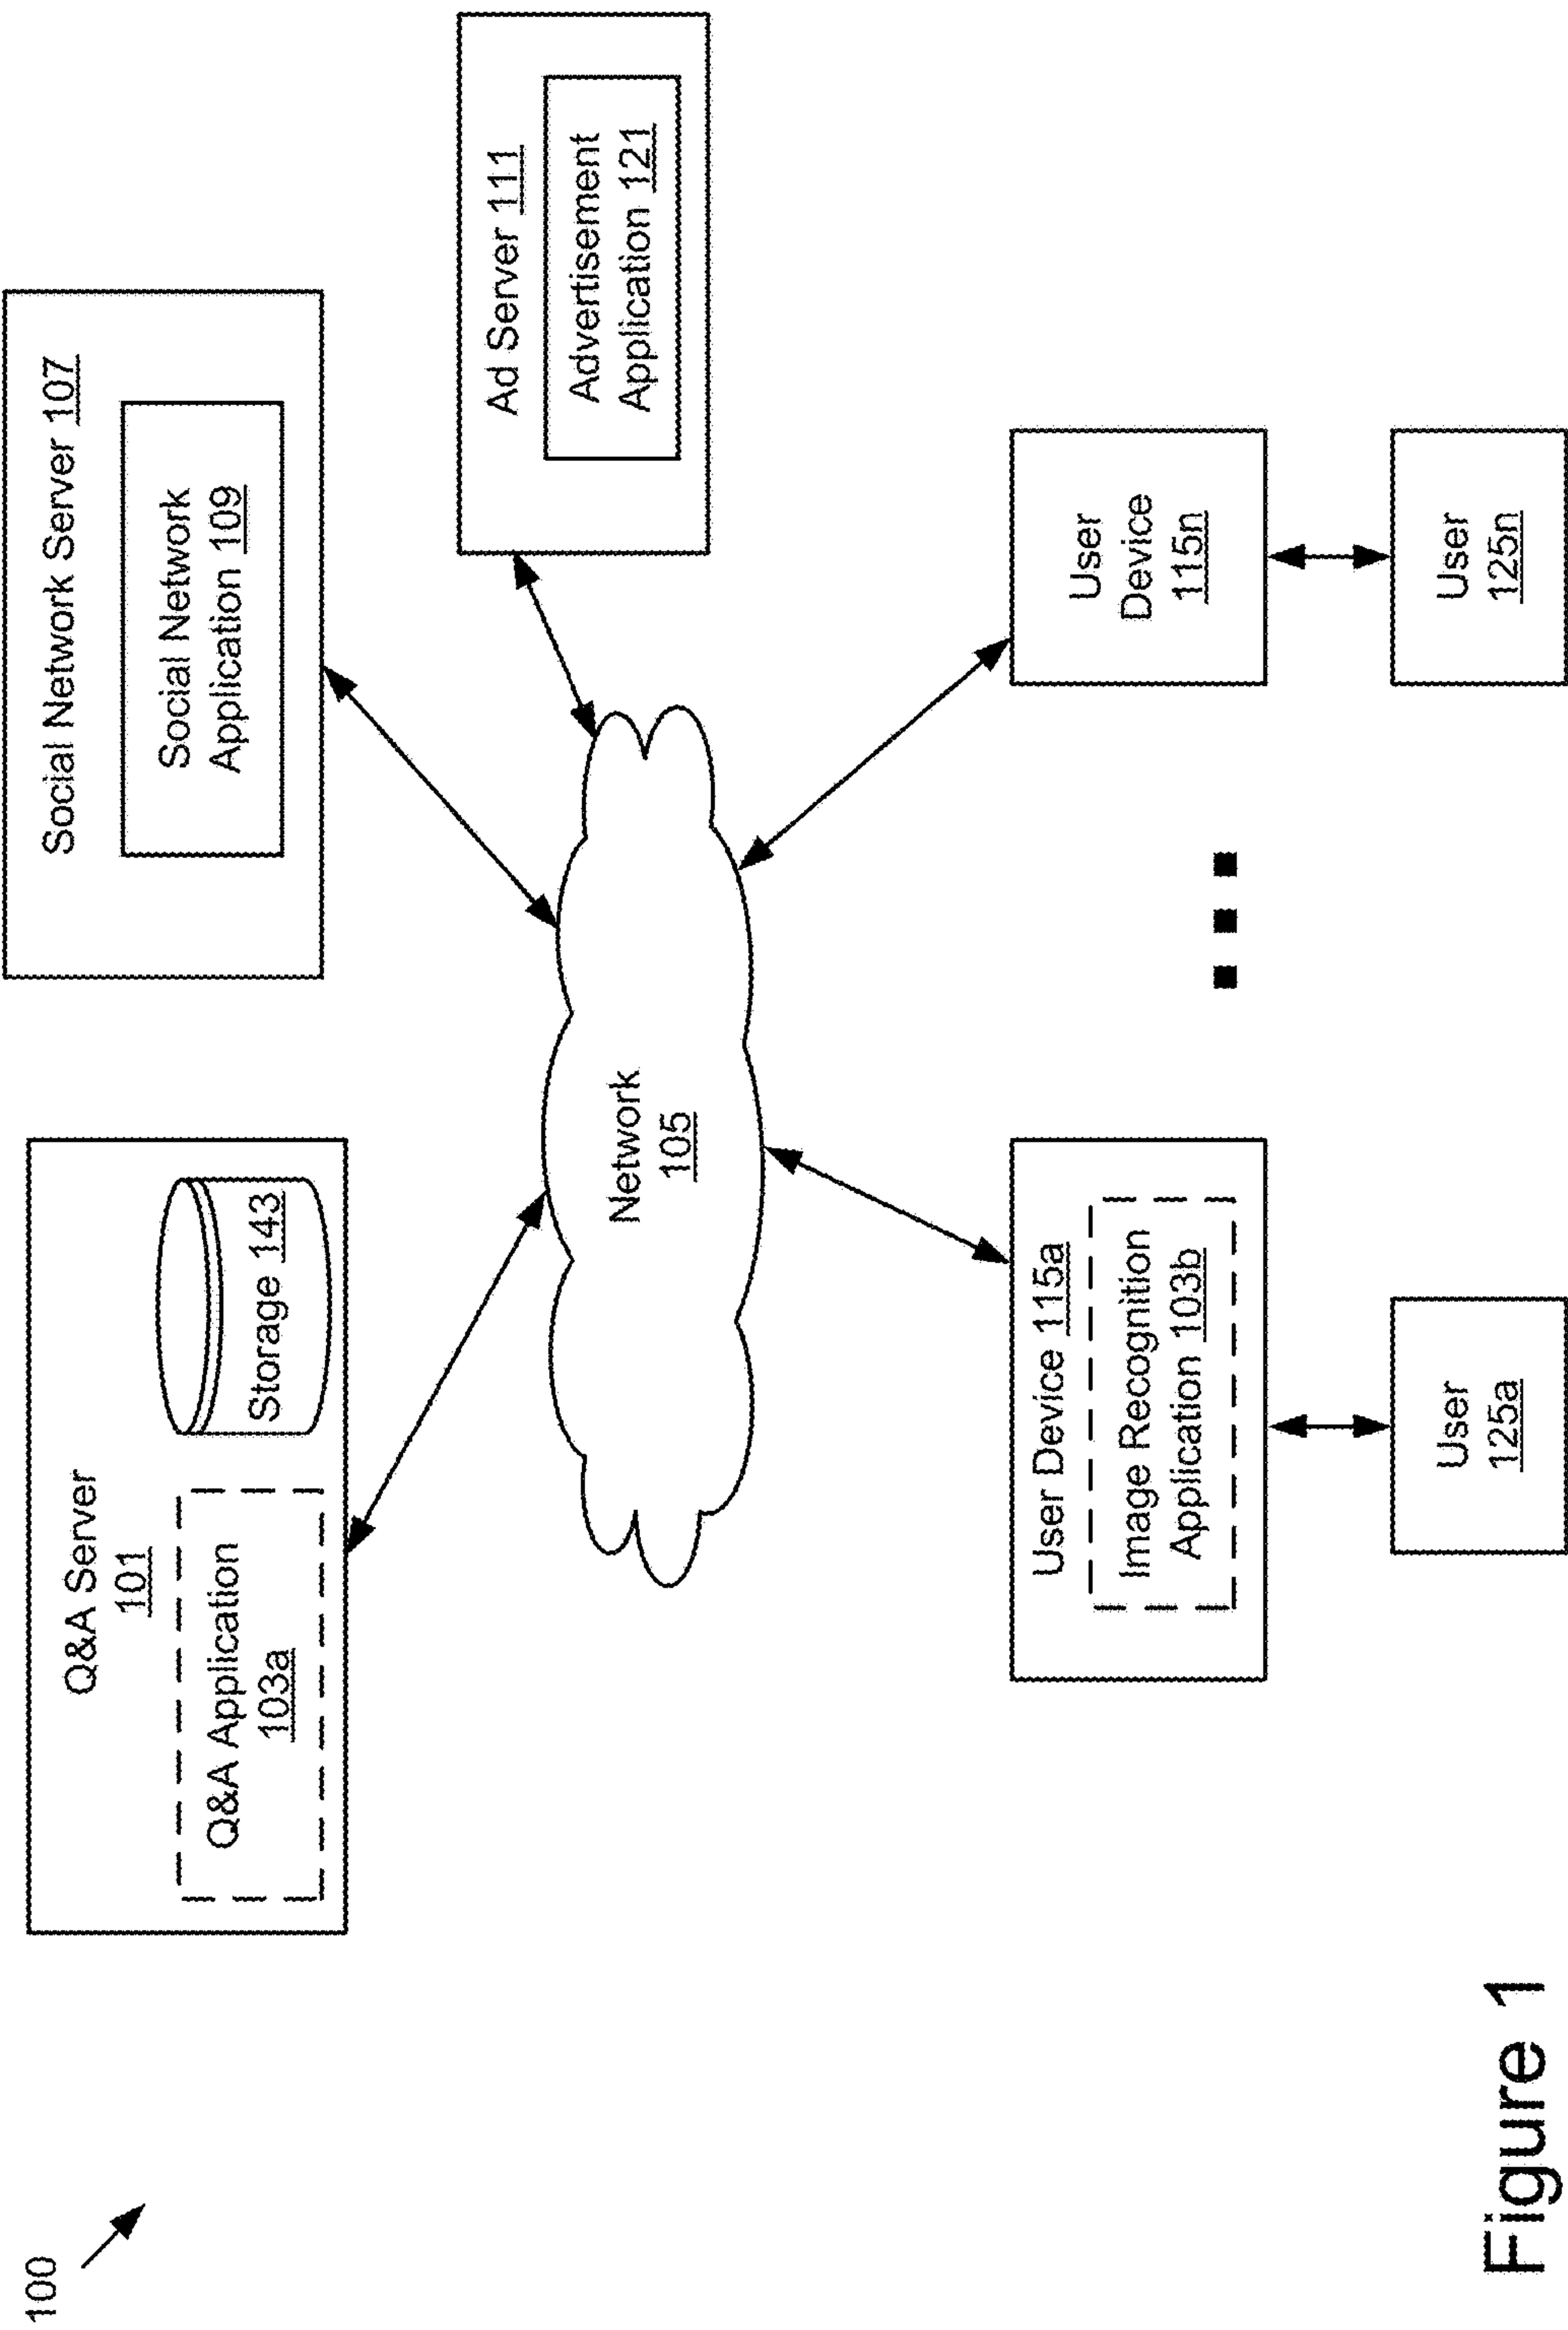 100
Q&A Server
101
Q&A Application
103a
Storage 143
Social Network Server 107
Social Network
Application 109
Ad Server 111
Advertisement
Application 121
Network
105
User Device 115a
Image Recognition
Application 103b
User
Device
115n
User
125a
User
125n
Figure 1